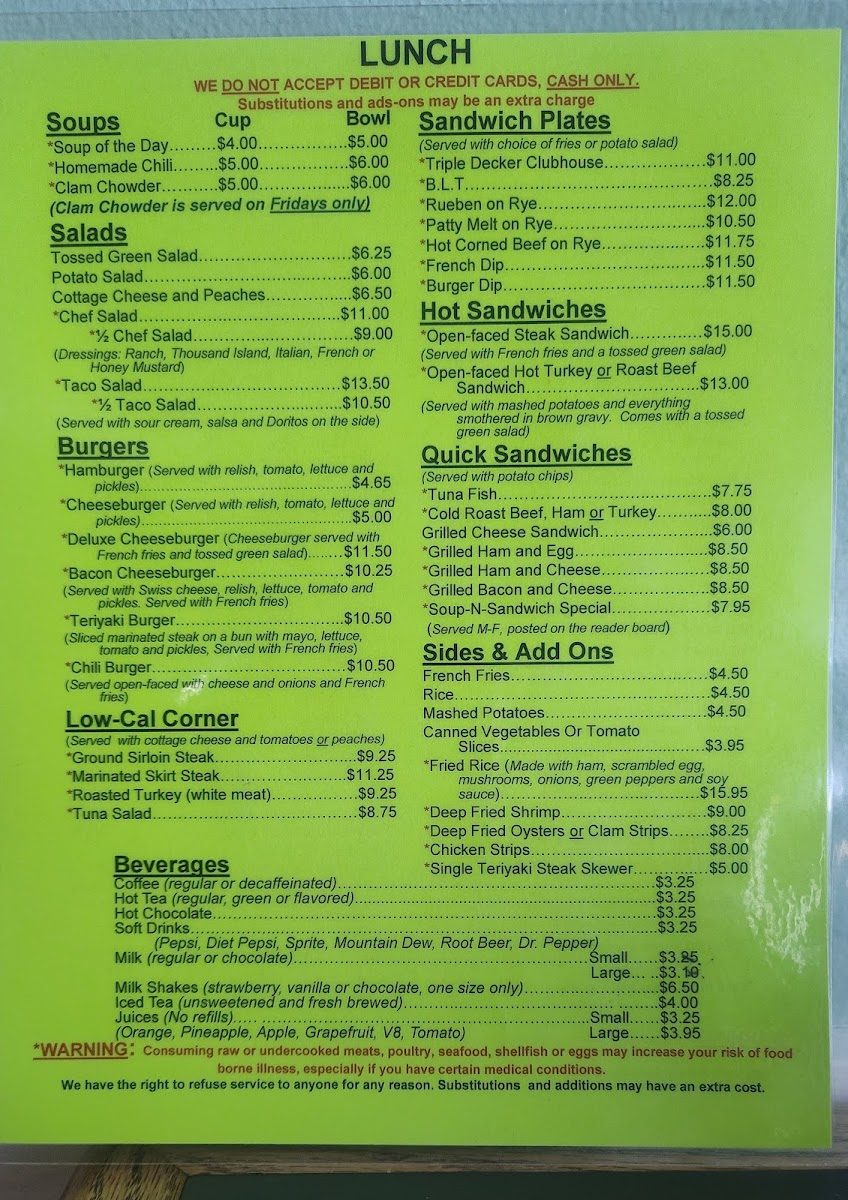 LUNCH
WE DO NOT ACCEPT DEBIT OR CREDIT CARDS, CASH ONLY.
Substitutions and ads-ons may be an extra charge
Soups Cup Bowl
*Soup of the Day.........$4.00......................$5.00
*Homemade Chili.........$5.00......................$6.00
*Clam Chowder...........$5.00......................$6.00
(Clam Chowder is served on Fridays only)
Salads
Tossed Green Salad..............................$6.25
Potato Salad.........................................$6.00
Cottage Cheese and Peaches.................$6.50
*Chef Salad..........................................$11.00
*½ Chef Salad................................$9.00
(Dressings: Ranch, Thousand Island, Italian, French or
Honey Mustard)
*Taco Salad.........................................$13.50
*½ Taco Salad..............................$10.50
(Served with sour cream, salsa and Doritos on the side)
Burgers
*Hamburger (Served with relish, tomato, lettuce and
pickles)...........................................$4.65
*Cheeseburger (Served with relish, tomato, lettuce and
pickles)...........................................$5.00
*Deluxe Cheeseburger (Cheeseburger served with
French fries and tossed green salad).......$11.50
*Bacon Cheeseburger..........................$10.25
(Served with Swiss cheese, relish, lettuce, tomato and
pickles. Served with French fries)
*Teriyaki Burger..................................$10.50
(Sliced marinated steak on a bun with mayo, lettuce,
tomato and pickles, Served with French fries)
*Chili Burger.......................................$10.50
(Served open-faced with cheese and onions and French
fries)
Low-Cal Corner
(Served with cottage cheese and tomatoes or peaches)
*Ground Sirloin Steak............................$9.25
*Marinated Skirt Steak.........................$11.25
*Roasted Turkey (white meat).................$9.25
*Tuna Salad.........................................$8.75
Sandwich Plates
(Served with choice of fries or potato salad)
*Triple Decker Clubhouse....................$11.00
*B.L.T..................................................$8.25
*Rueben on Rye.................................$12.00
*Patty Melt on Rye..............................$10.50
*Hot Corned Beef on Rye.....................$11.75
*French Dip........................................$11.50
*Burger Dip........................................$11.50
Hot Sandwiches
*Open-faced Steak Sandwich...............$15.00
(Served with French fries and a tossed green salad)
*Open-faced Hot Turkey or Roast Beef
Sandwich..................................$13.00
(Served with mashed potatoes and everything
smothered in brown gravy. Comes with a tossed
green salad)
Quick Sandwiches
(Served with potato chips)
*Tuna Fish...........................................$7.75
*Cold Roast Beef, Ham or Turkey..........$8.00
Grilled Cheese Sandwich......................$6.00
*Grilled Ham and Egg...........................$8.50
*Grilled Ham and Cheese......................$8.50
*Grilled Bacon and Cheese...................$8.50
*Soup-N-Sandwich Special...................$7.95
(Served M-F, posted on the reader board)
Sides & Add Ons
French Fries........................................$4.50
Rice....................................................$4.50
Mashed Potatoes.................................$4.50
Canned Vegetables Or Tomato
Slices...........................................$3.95
*Fried Rice (Made with ham, scrambled egg,
mushrooms, onions, green peppers and soy
sauce)..........................................$15.95
*Deep Fried Shrimp..............................$9.00
*Deep Fried Oysters or Clam Strips........$8.25
*Chicken Strips....................................$8.00
*Single Teriyaki Steak Skewer...............$5.00
Beverages
Coffee (regular or decaffeinated)........................................$3.25
Hot Tea (regular, green or flavored).....................................$3.25
Hot Chocolate....................................................................$3.25
Soft Drinks.........................................................................$3.25
(Pepsi, Diet Pepsi, Sprite, Mountain Dew, Root Beer, Dr. Pepper)
Milk (regular or chocolate)..........................................Small......$3.25
Large... ..$3.10
Milk Shakes (strawberry, vanilla or chocolate, one size only)..........................$6.50
Iced Tea (unsweetened and fresh brewed)..................................$4.00
Juices (No refills)..... .....................................................Small......$3.25
(Orange, Pineapple, Apple, Grapefruit, V8, Tomato) Large......$3.95
*WARNING: Consuming raw or undercooked meats, poultry, seafood, shellfish or eggs may increase your risk of food
borne illness, especially if you have certain medical conditions.
We have the right to refuse service to anyone for any reason. Substitutions and additions may have an extra cost.